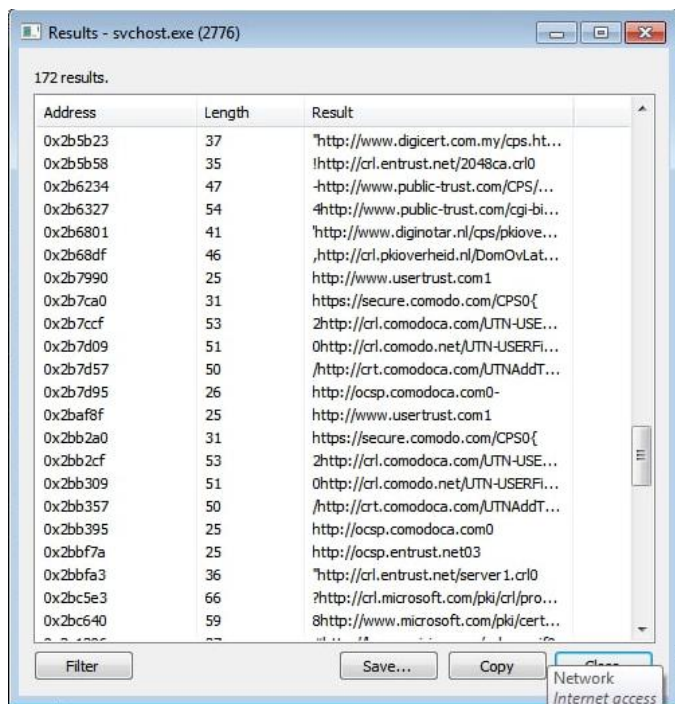 Results - svchost.exe (2776)
172 results.
Address Length Result
0x2b5b23 37 "http://www.digicert.com.my/cps.ht...
0x2b5b58 35 !http://crl.entrust.net/2048ca.crl0
0x2b6234 47 -http://www.public-trust.com/CPS/...
0x2b6327 54 4http://www.public-trust.com/cgi-bi...
0x2b6801 41 'http://www.diginotar.nl/cps/pkiove...
0x2b68df 46 ,http://crl.pkioverheid.nl/DomOvLat...
0x2b7990 25 http://www.usertrust.com1
0x2b7ca0 31 https://secure.comodo.com/CPS0{
0x2b7ccf 53 2http://crl.comodoca.com/UTN-USE...
0x2b7d09 51 0http://crl.comodo.net/UTN-USERFi...
0x2b7d57 50 /http://crt.comodoca.com/UTNAddT...
0x2b7d95 26 http://ocsp.comodoca.com0-
0x2baf8f 25 http://www.usertrust.com1
0x2bb2a0 31 https://secure.comodo.com/CPS0{
0x2bb2cf 53 2http://crl.comodoca.com/UTN-USE...
0x2bb309 51 0http://crl.comodo.net/UTN-USERFi...
0x2bb357 50 /http://crt.comodoca.com/UTNAddT...
0x2bb395 25 http://ocsp.comodoca.com0
0x2bbf7a 25 http://ocsp.entrust.net03
0x2bbfa3 36 "http://crl.entrust.net/server1.crl0
0x2bc5e3 66 ?http://crl.microsoft.com/pki/crl/pro...
0x2bc640 59 8http://www.microsoft.com/pki/cert...
Filter Save... Copy
Network
Internet access